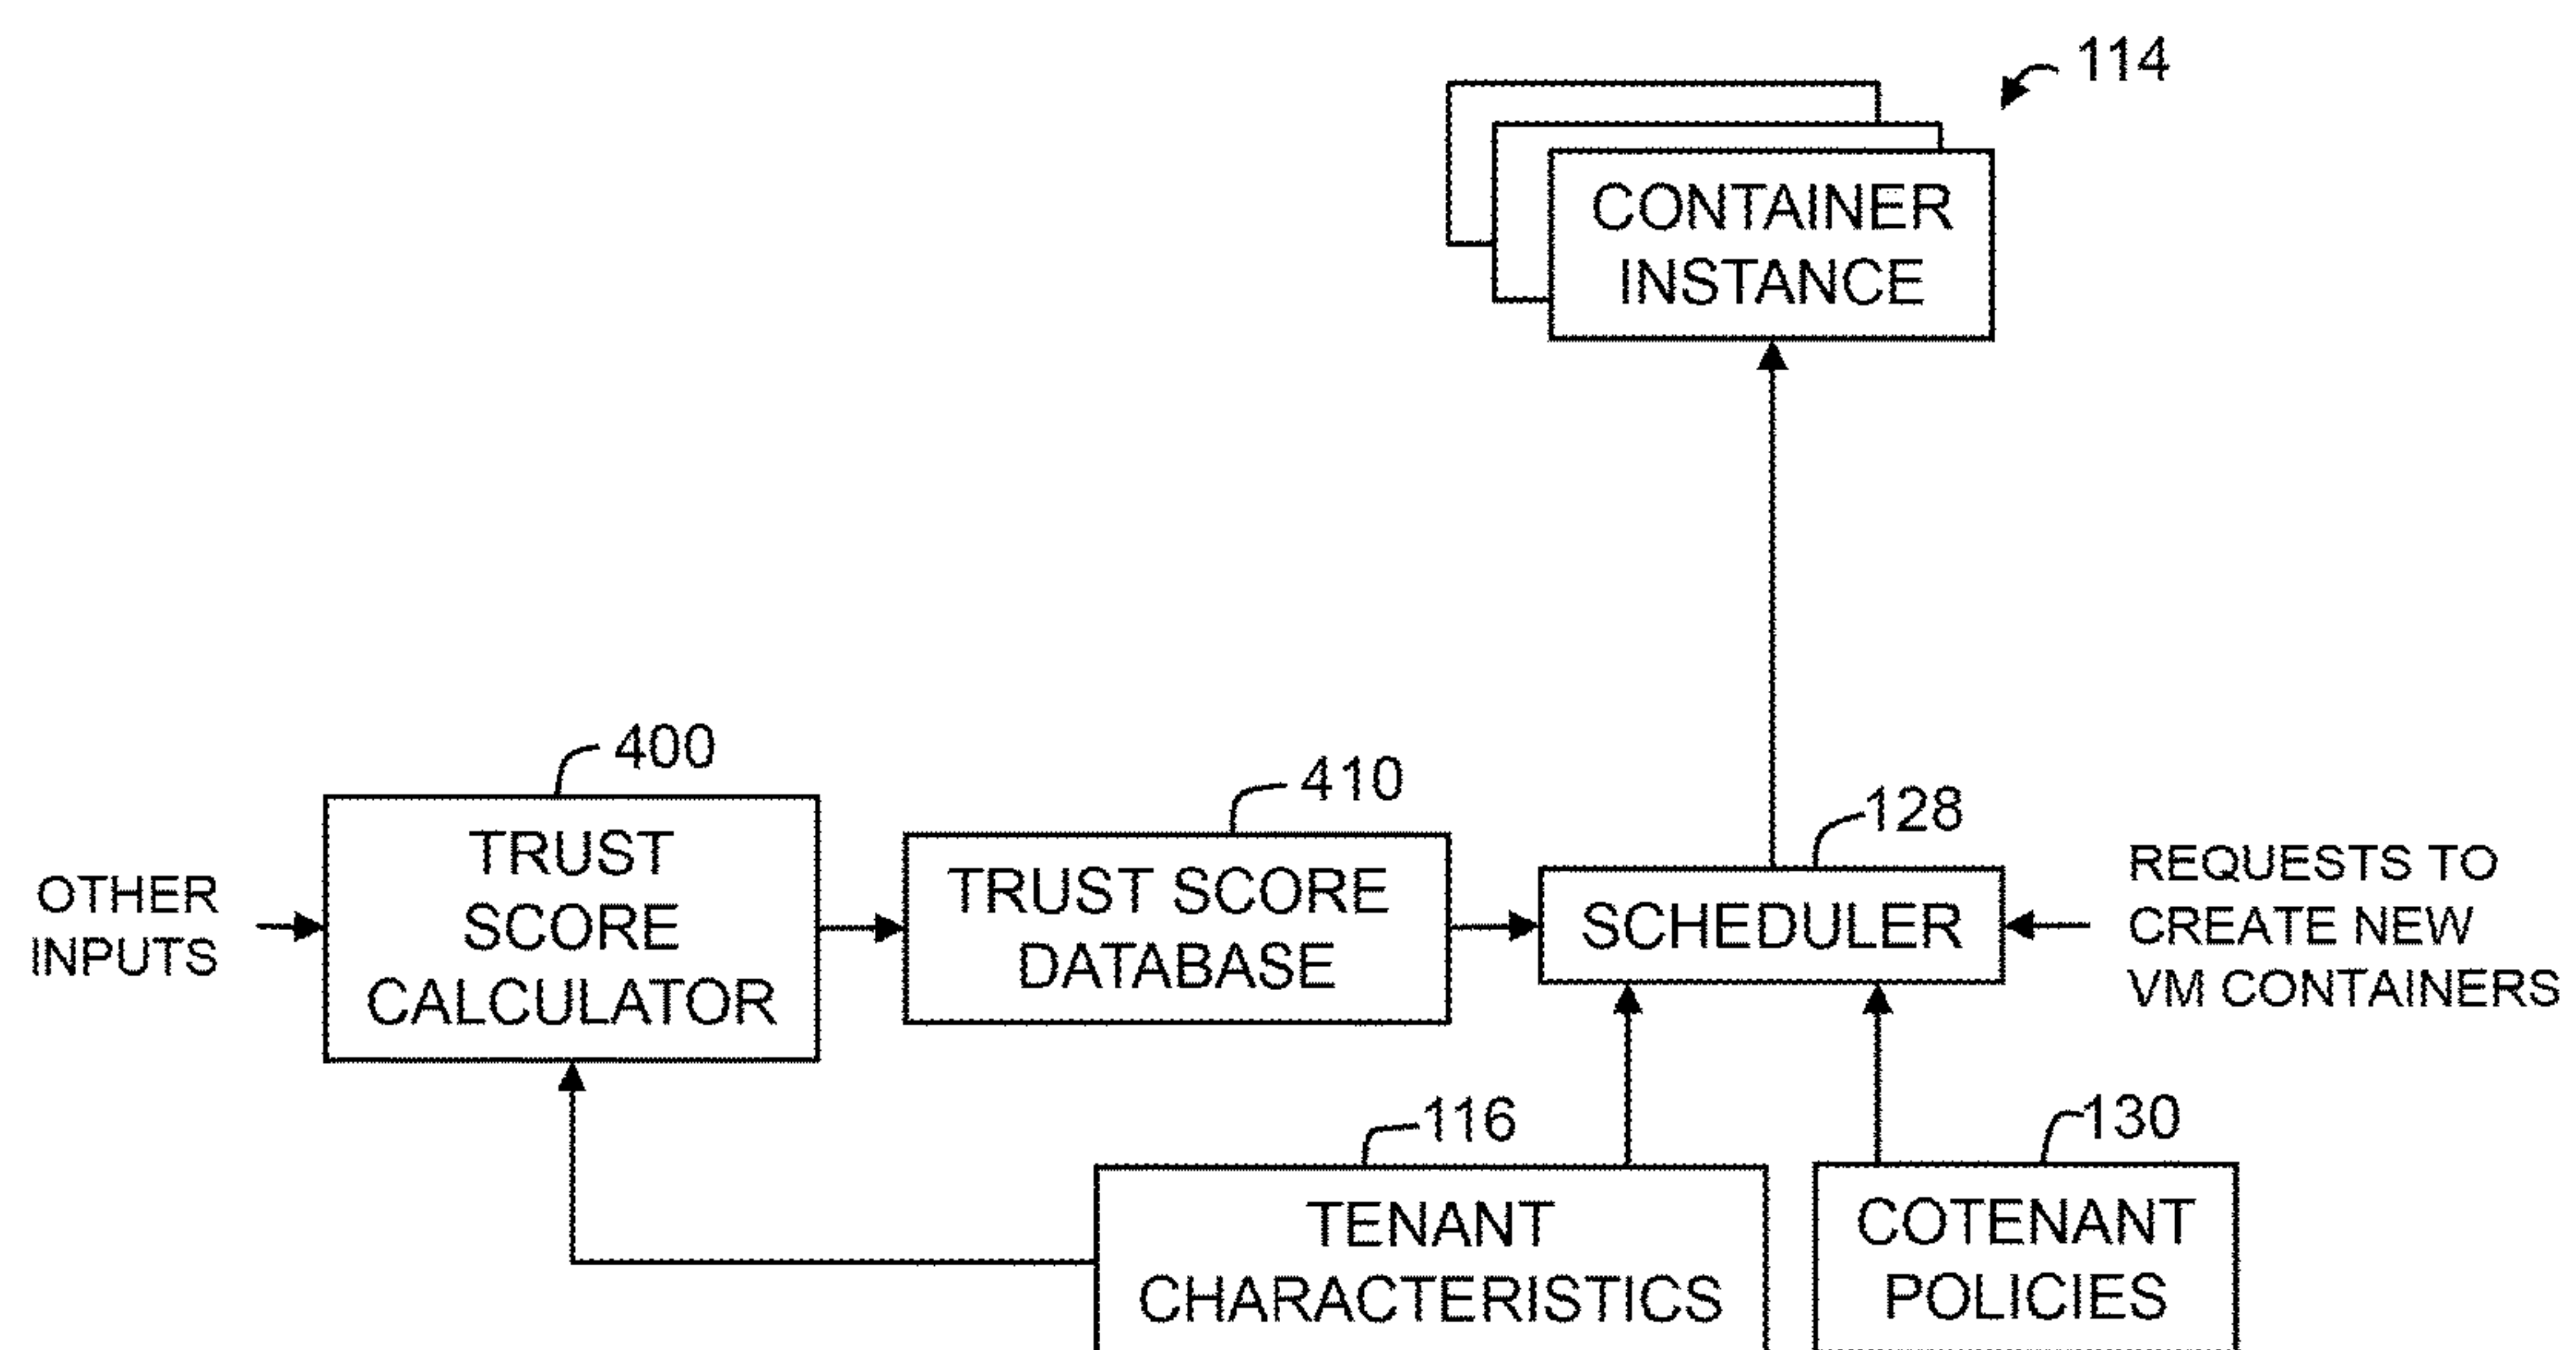 114
CONTAINER
INSTANCE
400
410
128
OTHER
INPUTS
TRUST
SCORE
CALCULATOR
TRUST SCORE
DATABASE
SCHEDULER
REQUESTS TO
CREATE NEW
VM CONTAINERS
116
130
TENANT
CHARACTERISTICS
COTENANT
POLICIES